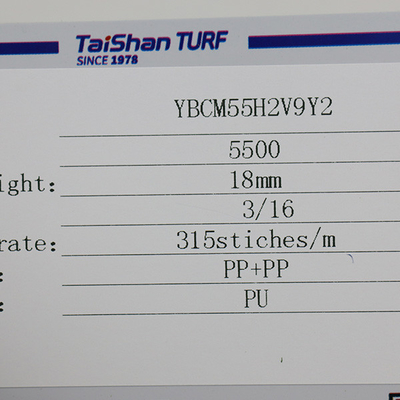 TaiShan TURF
SINCE 1978
YBCM55H2V9Y2
5500
ight: 18mm
3/16
rate: 315stiches/m
: PP+PP
: PU